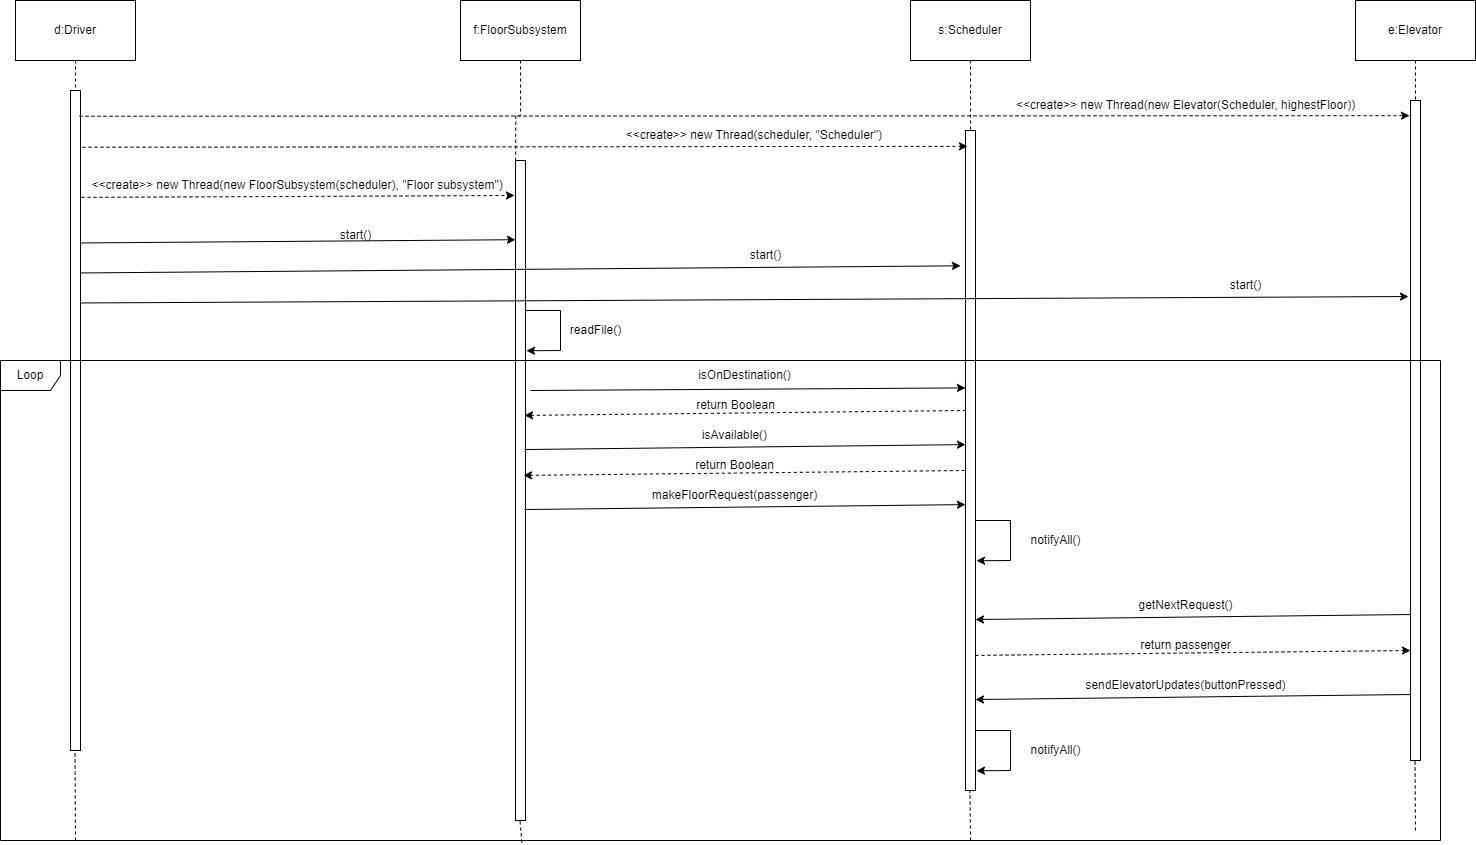 d:Driver
f:FloorSubsystem
s:Scheduler
e:Elevator
<<create>> new Thread(new Elevator(Scheduler, highestFloor))
<<create>> new Thread(scheduler, "Scheduler")
<<create>> new Thread(new FloorSubsystem(scheduler), "Floor subsystem")
start()
start()
start()
readFile()
Loop
isOnDestination()
return Boolean
isAvailable()
return Boolean
makeFloorRequest(passenger)
notifyAll()
getNextRequest()
return passenger
sendElevatorUpdates(buttonPressed)
notifyAll()